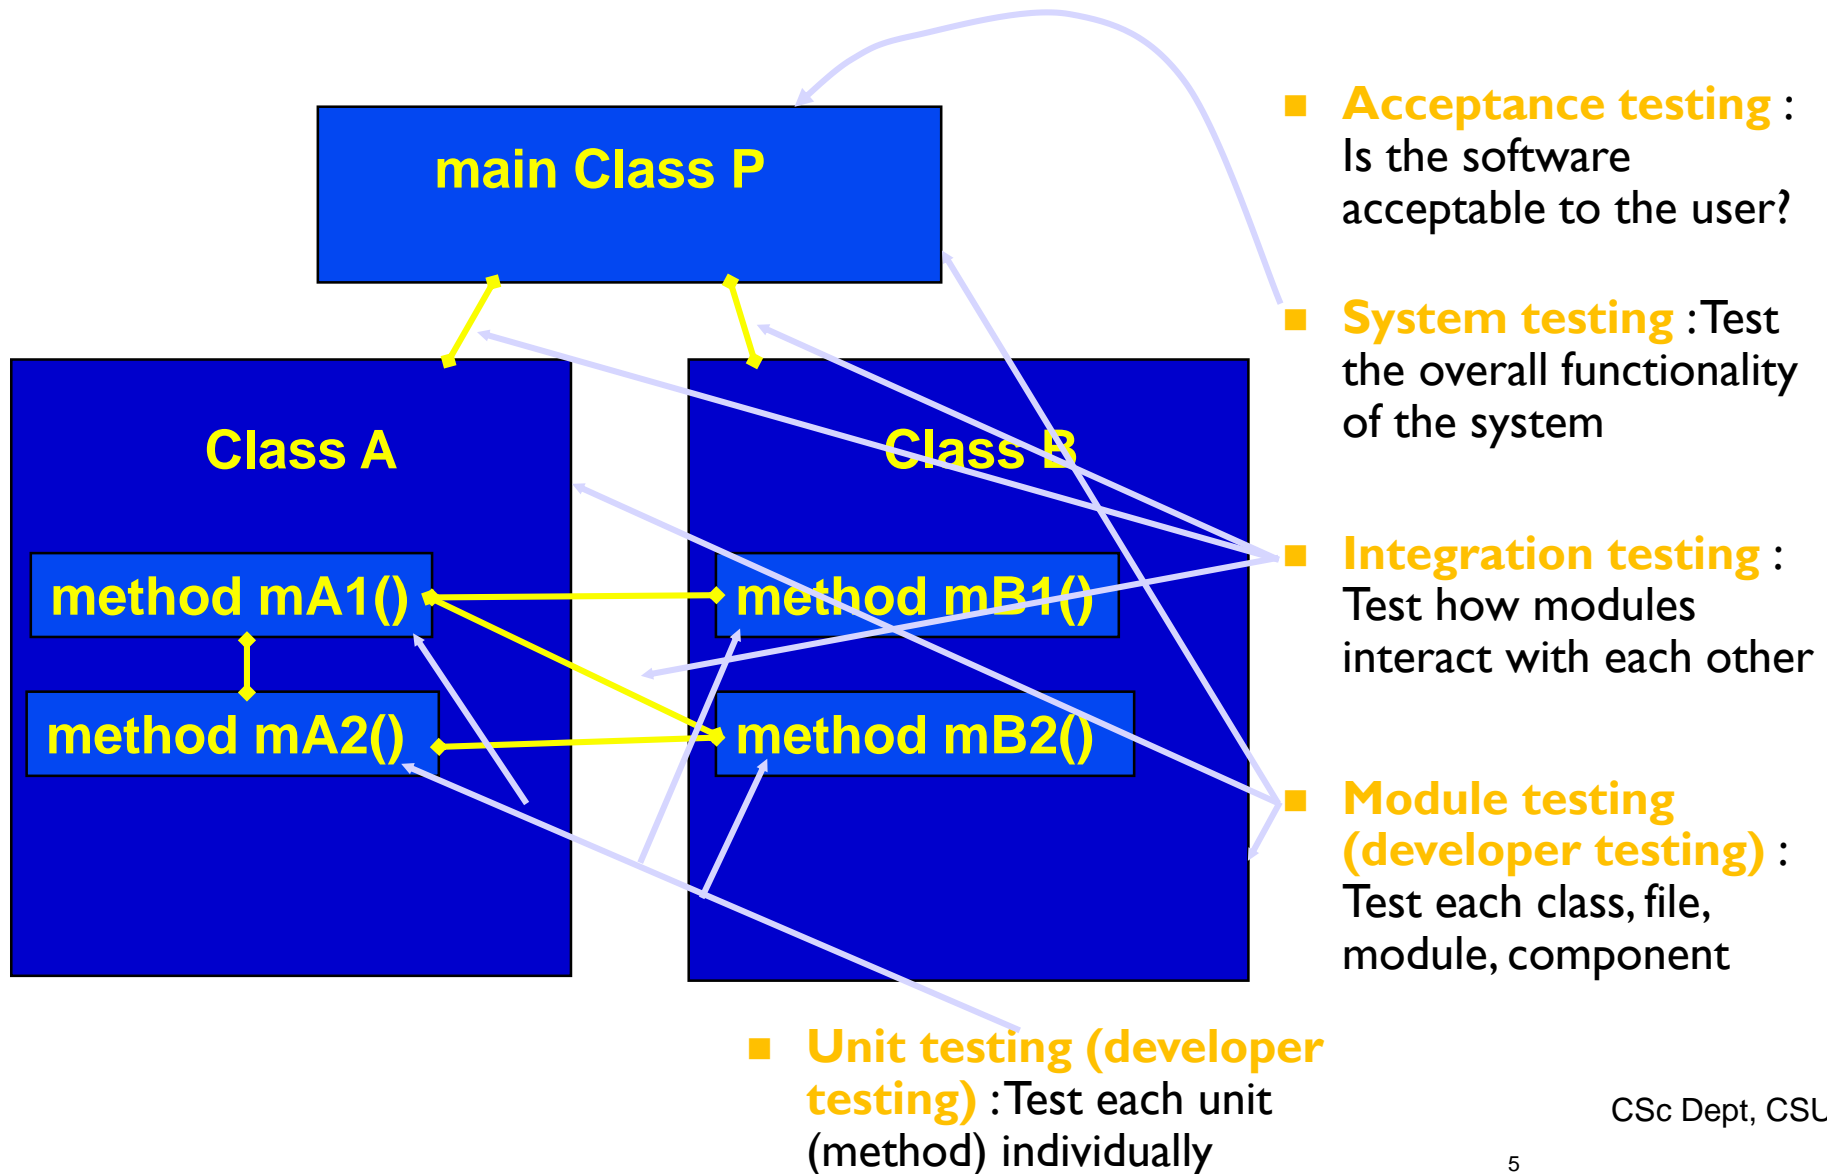 main Class P
Class A
Class B
method mA1()
method mB1()
method mA2()
method mB2()
Acceptance testing :
Is the software
acceptable to the user?
System testing : Test
the overall functionality
of the system
Integration testing :
Test how modules
interact with each other
Module testing
(developer testing) :
Test each class, file,
module, component
Unit testing (developer
testing) : Test each unit
(method) individually
CSc Dept, CSU
5